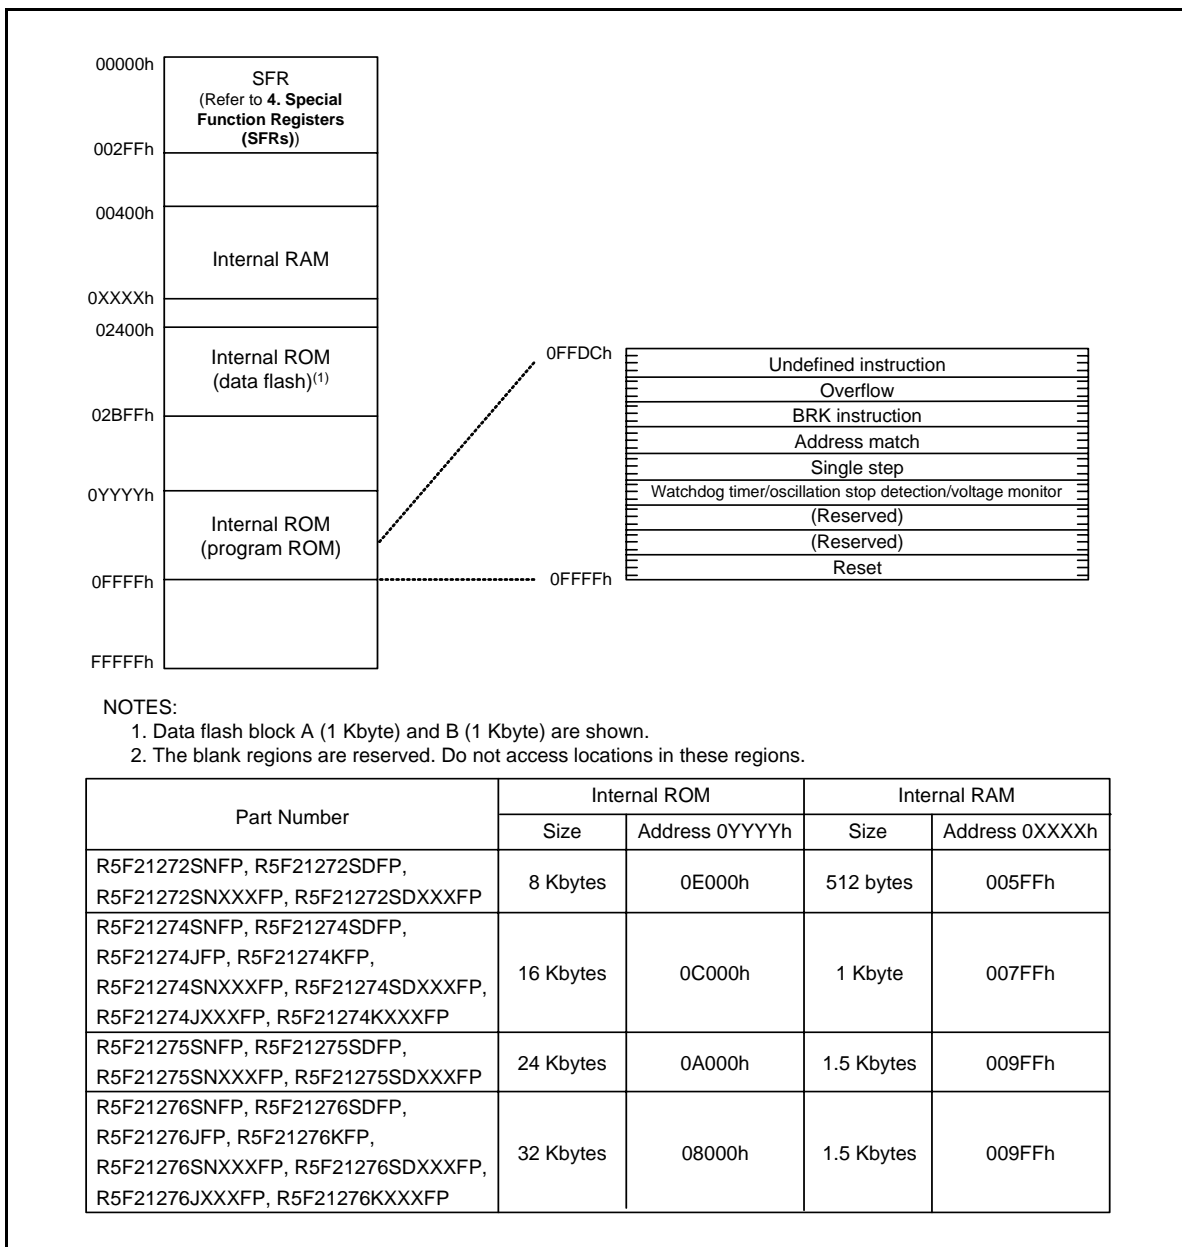 00000h
SFR
(Refer to 4. Special
Function Registers
(SFRs))
002FFh
00400h
Internal RAM
0XXXXh
02400h
Internal ROM
(data flash)(1)
02BFFh
0YYYYh
Internal ROM
(program ROM)
0FFFFh
FFFFFh
0FFDCh
Undefined instruction
Overflow
BRK instruction
Address match
Single step
Watchdog timer/oscillation stop detection/voltage monitor
(Reserved)
(Reserved)
Reset
0FFFFh
NOTES:
1. Data flash block A (1 Kbyte) and B (1 Kbyte) are shown.
2. The blank regions are reserved. Do not access locations in these regions.
Part Number
Internal ROM
Internal RAM
Size
Address 0YYYYh
Size
Address 0XXXXh
R5F21272SNFP, R5F21272SDFP,
R5F21272SNXXXFP, R5F21272SDXXXFP
8 Kbytes
0E000h
512 bytes
005FFh
R5F21274SNFP, R5F21274SDFP,
R5F21274JFP, R5F21274KFP,
R5F21274SNXXXFP, R5F21274SDXXXFP,
R5F21274JXXXFP, R5F21274KXXXFP
16 Kbytes
0C000h
1 Kbyte
007FFh
R5F21275SNFP, R5F21275SDFP,
R5F21275SNXXXFP, R5F21275SDXXXFP
24 Kbytes
0A000h
1.5 Kbytes
009FFh
R5F21276SNFP, R5F21276SDFP,
R5F21276JFP, R5F21276KFP,
R5F21276SNXXXFP, R5F21276SDXXXFP,
R5F21276JXXXFP, R5F21276KXXXFP
32 Kbytes
08000h
1.5 Kbytes
009FFh